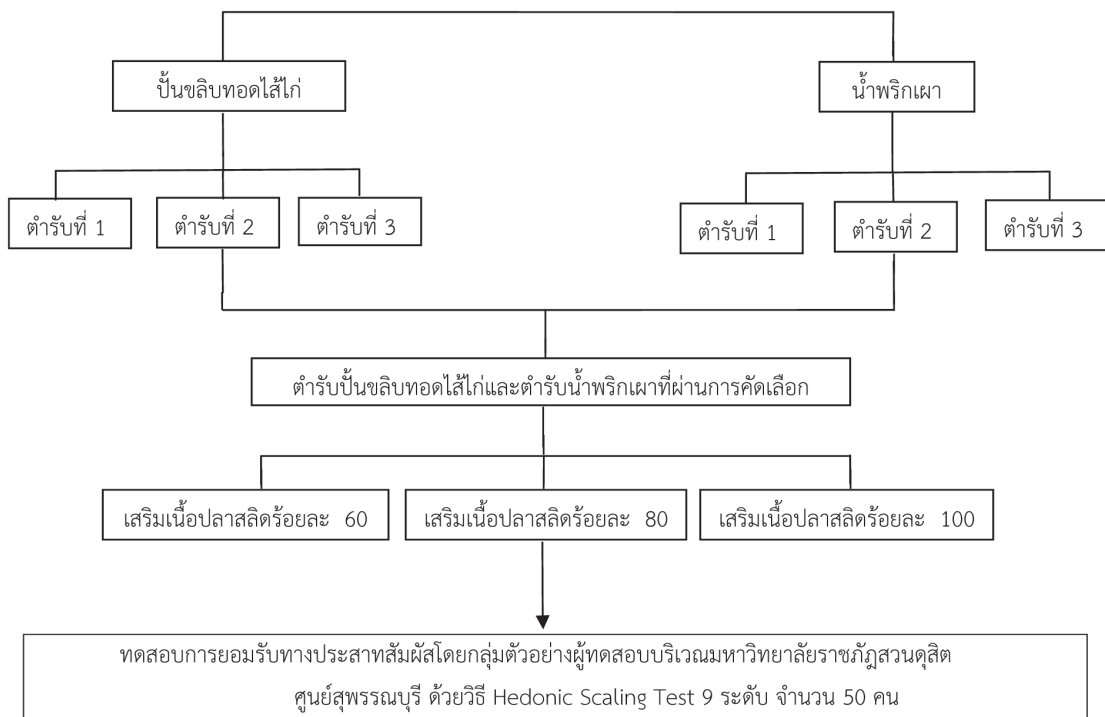 ปั้นขลิบทอดไส้ไก่
น้ำพริกเผา
ตำรับที่ 1
ตำรับที่ 2
ตำรับที่ 3
ตำรับที่ 1
ตำรับที่ 2
ตำรับที่ 3
ตำรับปั้นขลิบทอดไส้ไก่และตำรับน้ำพริกเผาที่ผ่านการคัดเลือก
เสริมเนื้อปลาสลิดร้อยละ 60
เสริมเนื้อปลาสลิดร้อยละ 80
เสริมเนื้อปลาสลิดร้อยละ 100
ทดสอบการยอมรับทางประสาทสัมผัสโดยกลุ่มตัวอย่างผู้ทดสอบบริเวณมหาวิทยาลัยราชภัฏสวนดุสิต
ศูนย์สุพรรณบุรี ด้วยวิธี Hedonic Scaling Test 9 ระดับ จำนวน 50 คน